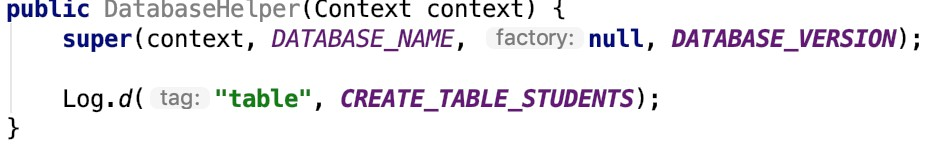 public DatabaseHelper(Context context) {
super(context, DATABASE_NAME, factory: null, DATABASE_VERSION);
Log.d( tag: "table", CREATE_TABLE_STUDENTS);
}